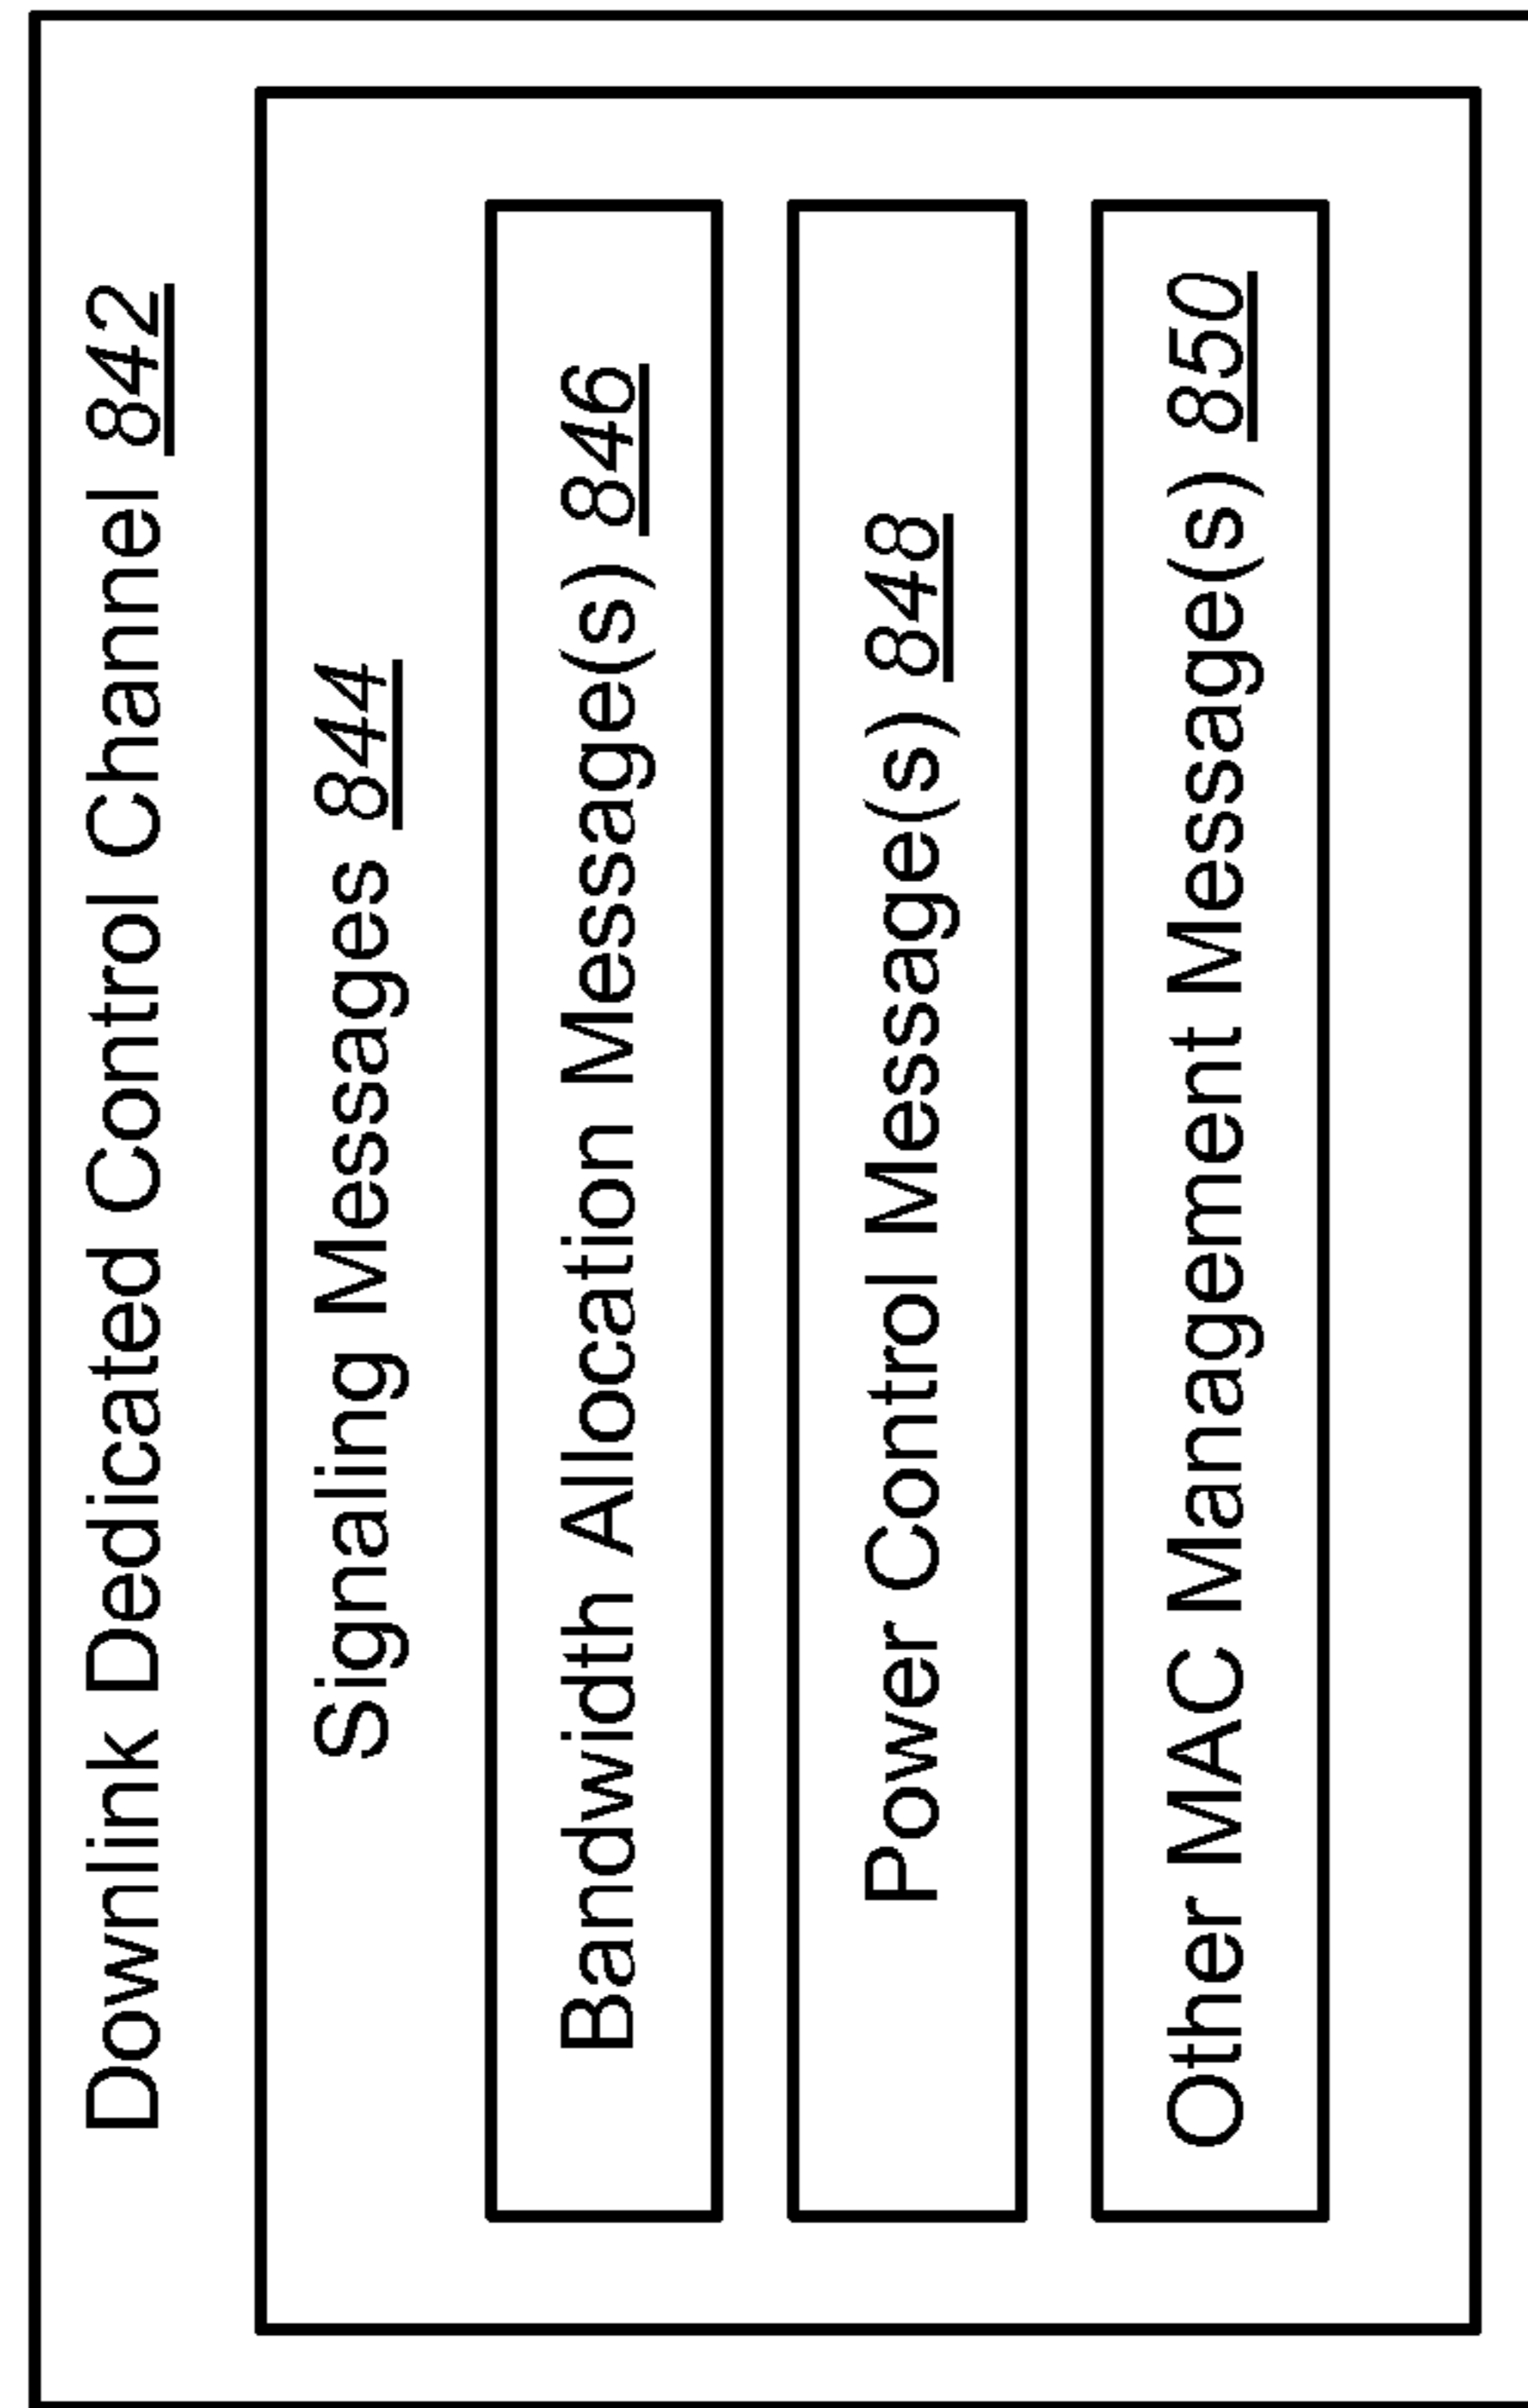 Downlink Dedicated Control Channel 842
Signaling Messages 844
Bandwidth Allocation Message(s) 846
Power Control Message(s) 848
Other MAC Management Message(s) 850